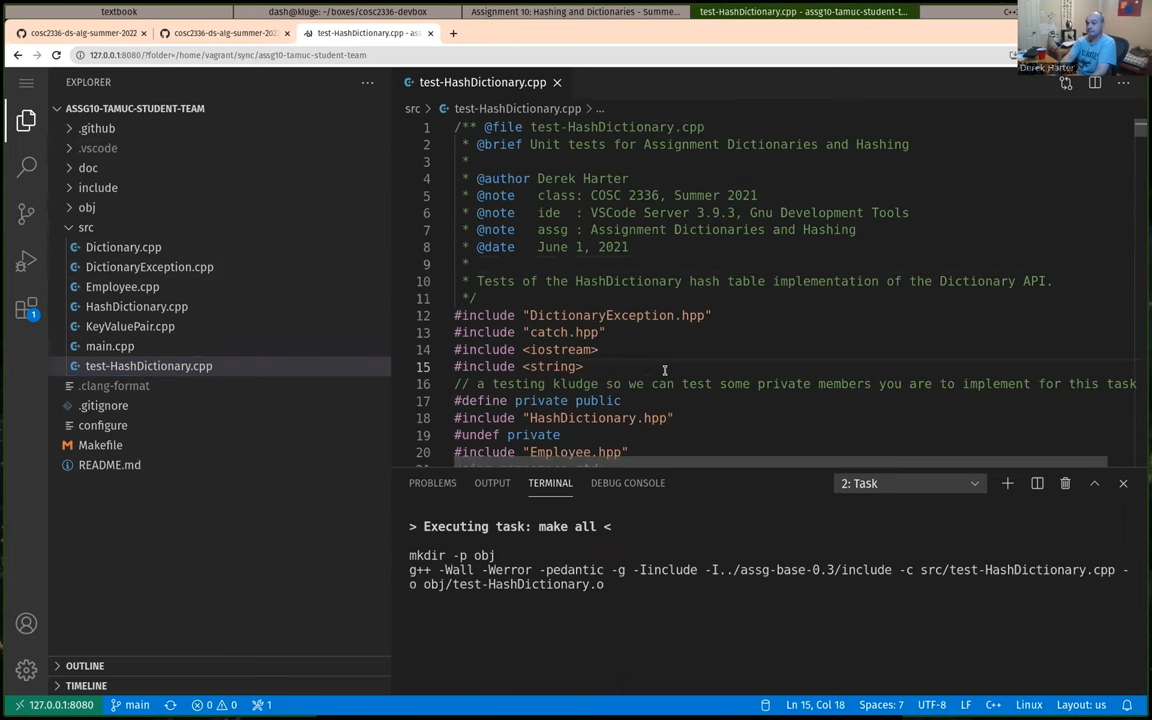 textbook
dash@kluge: ~/boxes/cosc2336-devbox
Assignment 10: Hashing and Dictionaries - Summe...
test-HashDictionary.cpp - assg10-tamuc-student-t...
C+
cosc2336-ds-alg-summer-2022
cosc2336-ds-alg-summer-202
test-HashDictionary.cpp - ass
127.0.0.1:8080/?folder=/home/vagrant/sync/assg10-tamuc-student-team
Derek Harter
EXPLORER
ASSG10-TAMUC-STUDENT-TEAM
.github
.vscode
doc
include
obj
src
Dictionary.cpp
DictionaryException.cpp
Employee.cpp
HashDictionary.cpp
KeyValuePair.cpp
main.cpp
test-HashDictionary.cpp
.clang-format
.gitignore
configure
Makefile
README.md
OUTLINE
TIMELINE
1
test-HashDictionary.cpp
src > test-HashDictionary.cpp > ...
1 /** @file test-HashDictionary.cpp
2 * @brief Unit tests for Assignment Dictionaries and Hashing
3 *
4 * @author Derek Harter
5 * @note class: COSC 2336, Summer 2021
6 * @note ide : VSCode Server 3.9.3, Gnu Development Tools
7 * @note assg : Assignment Dictionaries and Hashing
8 * @date June 1, 2021
9 *
10 * Tests of the HashDictionary hash table implementation of the Dictionary API.
11 */
12 #include "DictionaryException.hpp"
13 #include "catch.hpp"
14 #include <iostream>
15 #include <string>
16 // a testing kludge so we can test some private members you are to implement for this task
17 #define private public
18 #include "HashDictionary.hpp"
19 #undef private
20 #include "Employee.hpp"
PROBLEMS OUTPUT TERMINAL DEBUG CONSOLE
2: Task
> Executing task: make all <
mkdir -p obj
g++ -Wall -Werror -pedantic -g -Iinclude -I../assg-base-0.3/include -c src/test-HashDictionary.cpp -
o obj/test-HashDictionary.o
127.0.0.1:8080 main 0 0 1
Ln 15, Col 18 Spaces: 7 UTF-8 LF C++ Linux Layout: us